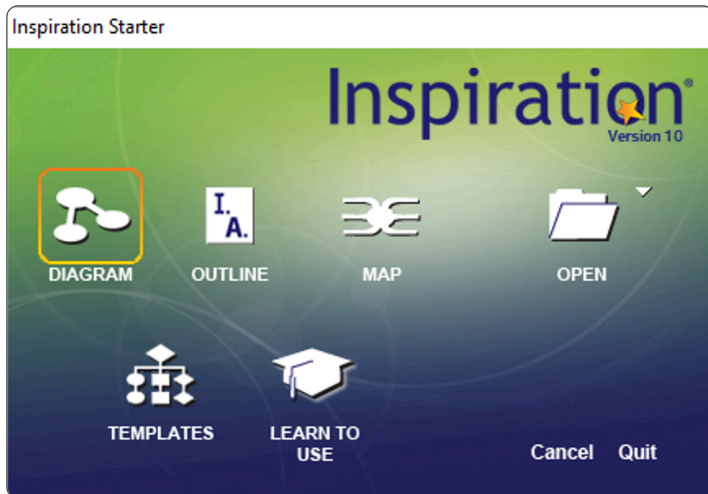 Inspiration Starter
Inspiration®
Version 10
I.
A.
DIAGRAM
OUTLINE
MAP
OPEN
TEMPLATES
LEARN TO
USE
Cancel
Quit